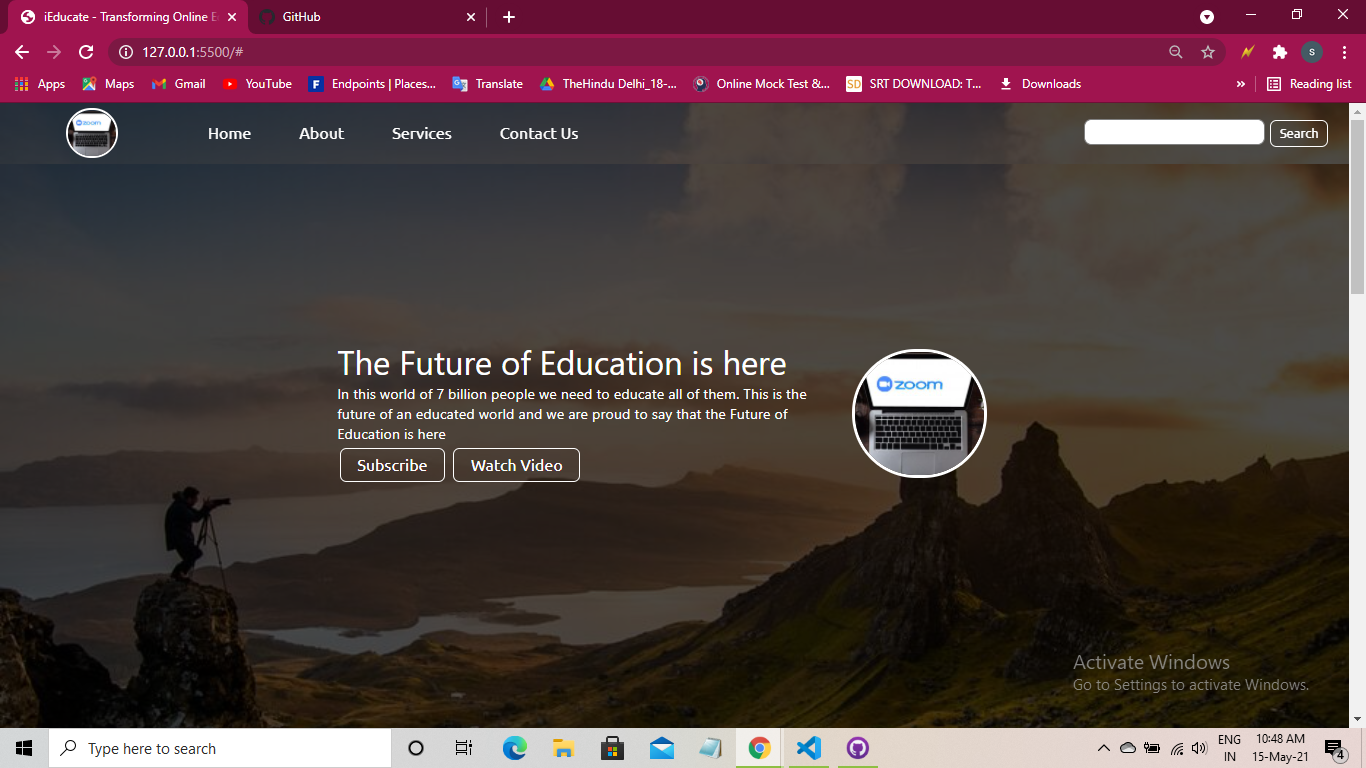 iEducate - Transforming Online E
GitHub
127.0.0.1:5500/#
S
Apps
Maps
Gmail
YouTube
F
Endpoints | Places...
Translate
TheHindu Delhi_18-...
Online Mock Test &...
SD
SRT DOWNLOAD: T...
Downloads
»
Reading list
zoom
Home
About
Services
Contact Us
Search
The Future of Education is here
In this world of 7 billion people we need to educate all of them. This is the
future of an educated world and we are proud to say that the Future of
Education is here
Subscribe
Watch Video
zoom
Activate Windows
Go to Settings to activate Windows.
Type here to search
ENG
IN
10:48 AM
15-May-21
4